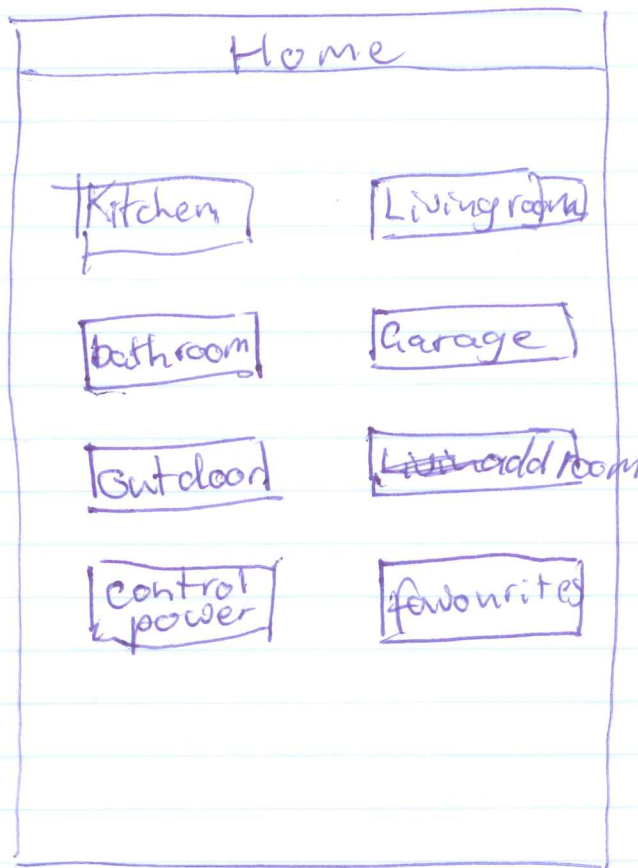 Home
Kitchen
Livingroom
bathroom
Garage
Outdoor
add room
control
power
favourites